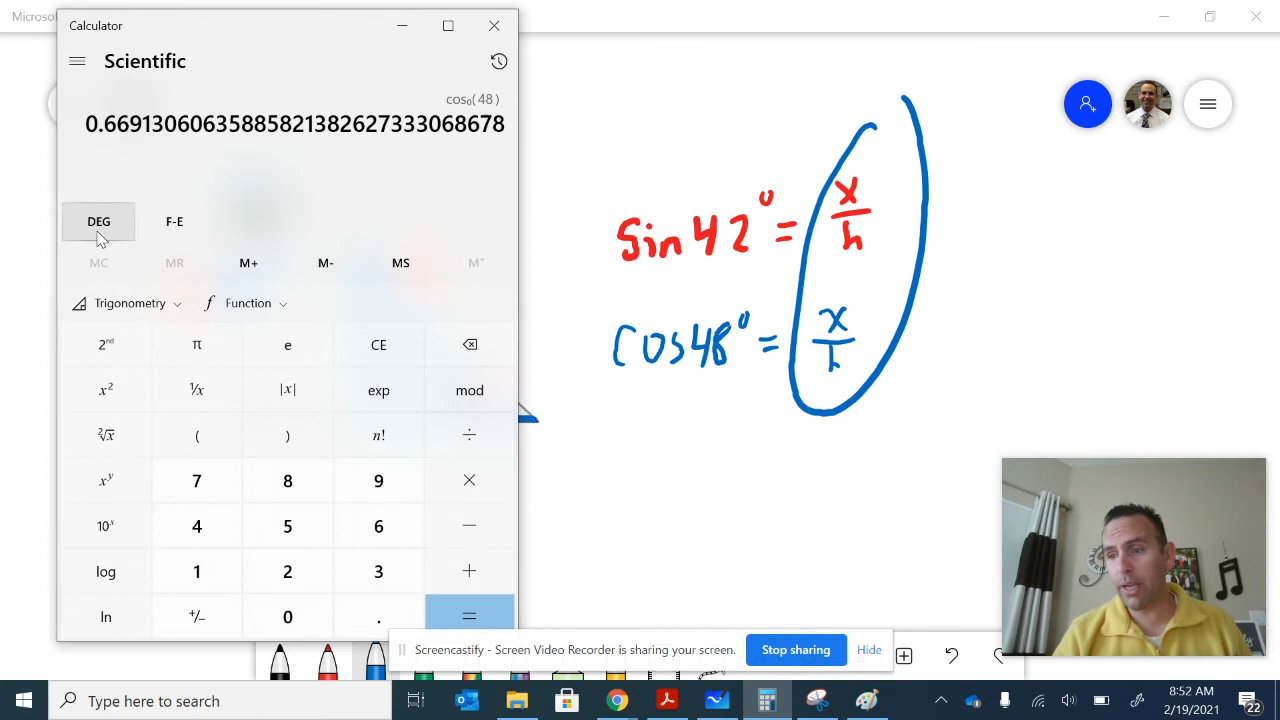 Microso
Calculator
Scientific
cos₀(48)
0.66913060635885821382627333068678
DEG F-E
MC MR M+ M- MS M˅
Trigonometry f Function
2ⁿᵈ π e CE
x² ¹/x |x| exp mod
²√x ( ) n! ÷
xʸ 7 8 9 ×
10ˣ 4 5 6 −
log 1 2 3 +
ln +/− 0 . =
sin 42° = x/h
cos 48° = x/h
Screencastify - Screen Video Recorder is sharing your screen. Stop sharing Hide
Type here to search
8:52 AM
2/19/2021
22